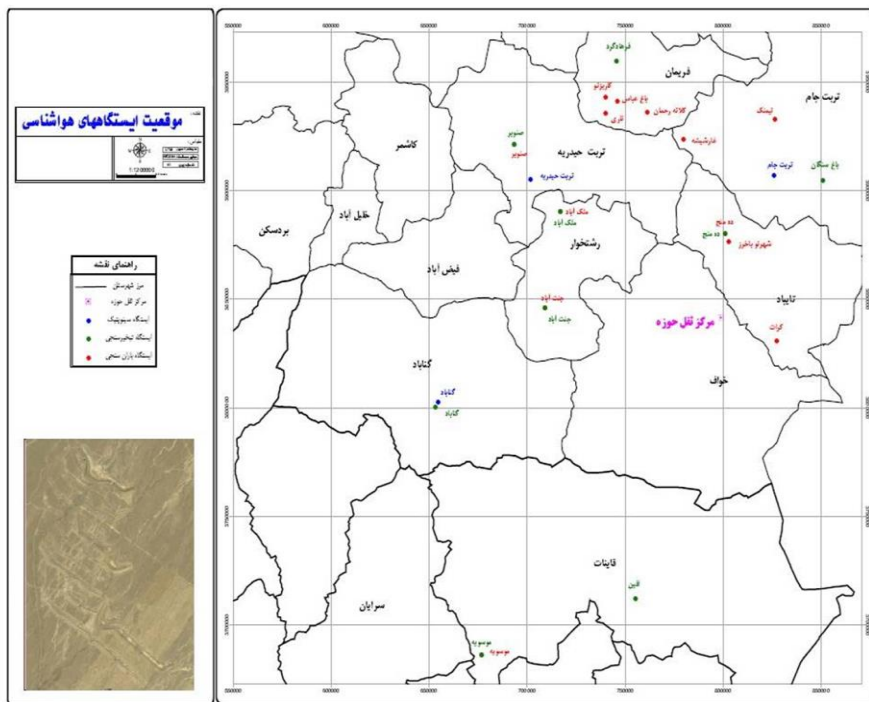 موقعیت ایستگاههای هواشناسی
راهنمای نقشه
مرز شهرستان
مرکز ثقل حوزه
ایستگاه سینوپتیک
ایستگاه تبخیرسنجی
ایستگاه باران سنجی
فرهادگرد
فریمان
تربت جام
کاریزنو
باغ عباس
تیمنک
کلاته رحمان
صنوبر
صنوبر
کاشمر
تربت حیدریه
تربت حیدریه
تربت جام
باغ سنگان
خلیل آباد
بردسکن
ملک آباد
ملک آباد
رشتخوار
ده منج
ده منج
شهرنو باخرز
فیض آباد
تایباد
جنت آباد
جنت آباد
مرکز ثقل حوزه
کرات
گناباد
خواف
گناباد
گناباد
قاینات
قاین
سرایان
موسویه
موسویه